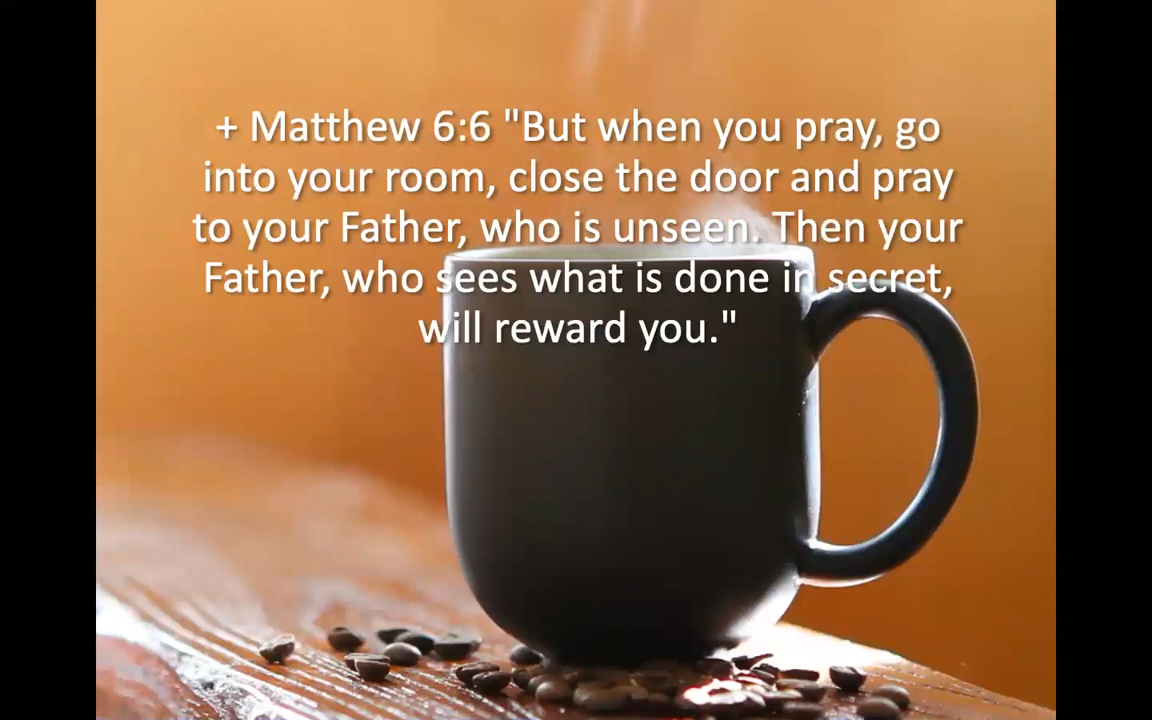 + Matthew 6:6 "But when you pray, go
into your room, close the door and pray
to your Father, who is unseen. Then your
Father, who sees what is done in secret,
will reward you."